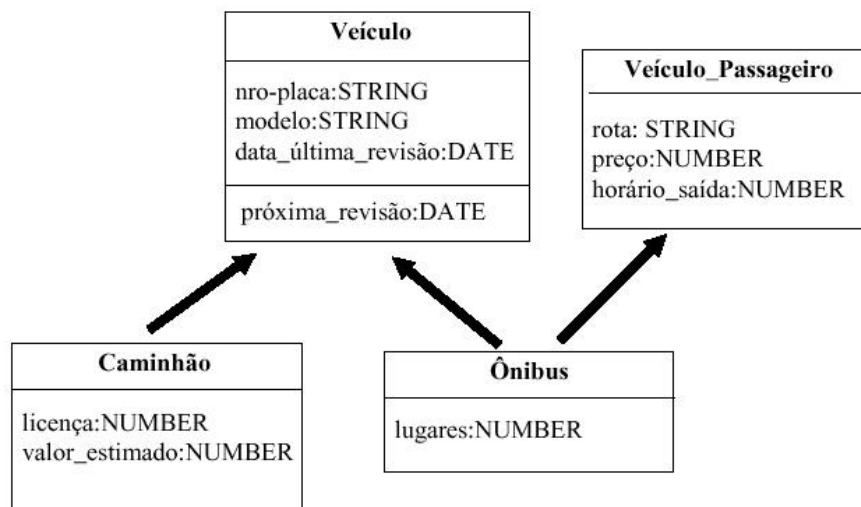 Veículo
nro-placa:STRING
modelo:STRING
data_última_revisão:DATE
próxima_revisão:DATE
Veículo_Passageiro
rota: STRING
preço:NUMBER
horário_saída:NUMBER
Caminhão
licença:NUMBER
valor_estimado:NUMBER
Ônibus
lugares:NUMBER